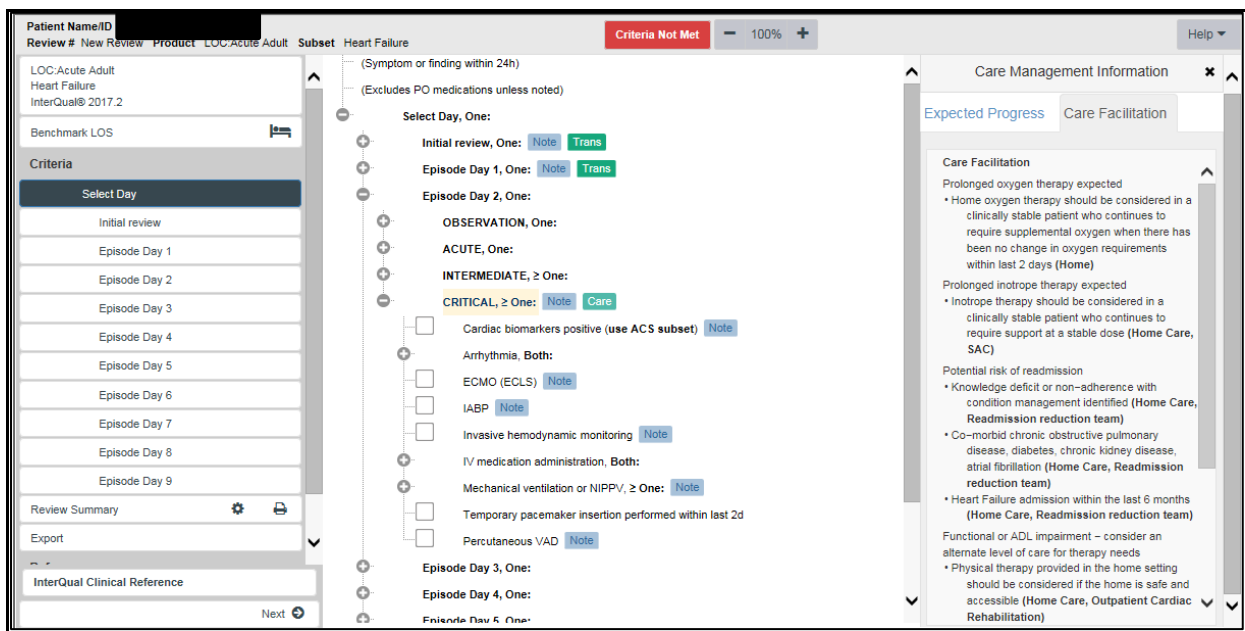 Patient Name/ID
Review # New Review Product LOC:Acute Adult Subset Heart Failure
Criteria Not Met
100%
Help
LOC:Acute Adult
Heart Failure
InterQual® 2017.2
Benchmark LOS
Criteria
Select Day
Initial review
Episode Day 1
Episode Day 2
Episode Day 3
Episode Day 4
Episode Day 5
Episode Day 6
Episode Day 7
Episode Day 8
Episode Day 9
Review Summary
Export
InterQual Clinical Reference
Next
(Symptom or finding within 24h)
(Excludes PO medications unless noted)
Select Day, One:
Initial review, One: Note Trans
Episode Day 1, One: Note Trans
Episode Day 2, One:
OBSERVATION, One:
ACUTE, One:
INTERMEDIATE, ≥ One:
CRITICAL, ≥ One: Note Care
Cardiac biomarkers positive (use ACS subset) Note
Arrhythmia, Both:
ECMO (ECLS) Note
IABP Note
Invasive hemodynamic monitoring Note
IV medication administration, Both:
Mechanical ventilation or NIPPV, ≥ One: Note
Temporary pacemaker insertion performed within last 2d
Percutaneous VAD Note
Episode Day 3, One:
Episode Day 4, One:
Episode Day 5, One:
Care Management Information
Expected Progress Care Facilitation
Care Facilitation
Prolonged oxygen therapy expected
• Home oxygen therapy should be considered in a
clinically stable patient who continues to
require supplemental oxygen when there has
been no change in oxygen requirements
within last 2 days (Home)
Prolonged inotrope therapy expected
• Inotrope therapy should be considered in a
clinically stable patient who continues to
require support at a stable dose (Home Care,
SAC)
Potential risk of readmission
• Knowledge deficit or non-adherence with
condition management identified (Home Care,
Readmission reduction team)
• Co-morbid chronic obstructive pulmonary
disease, diabetes, chronic kidney disease,
atrial fibrillation (Home Care, Readmission
reduction team)
• Heart Failure admission within the last 6 months
(Home Care, Readmission reduction team)
Functional or ADL impairment – consider an
alternate level of care for therapy needs
• Physical therapy provided in the home setting
should be considered if the home is safe and
accessible (Home Care, Outpatient Cardiac
Rehabilitation)